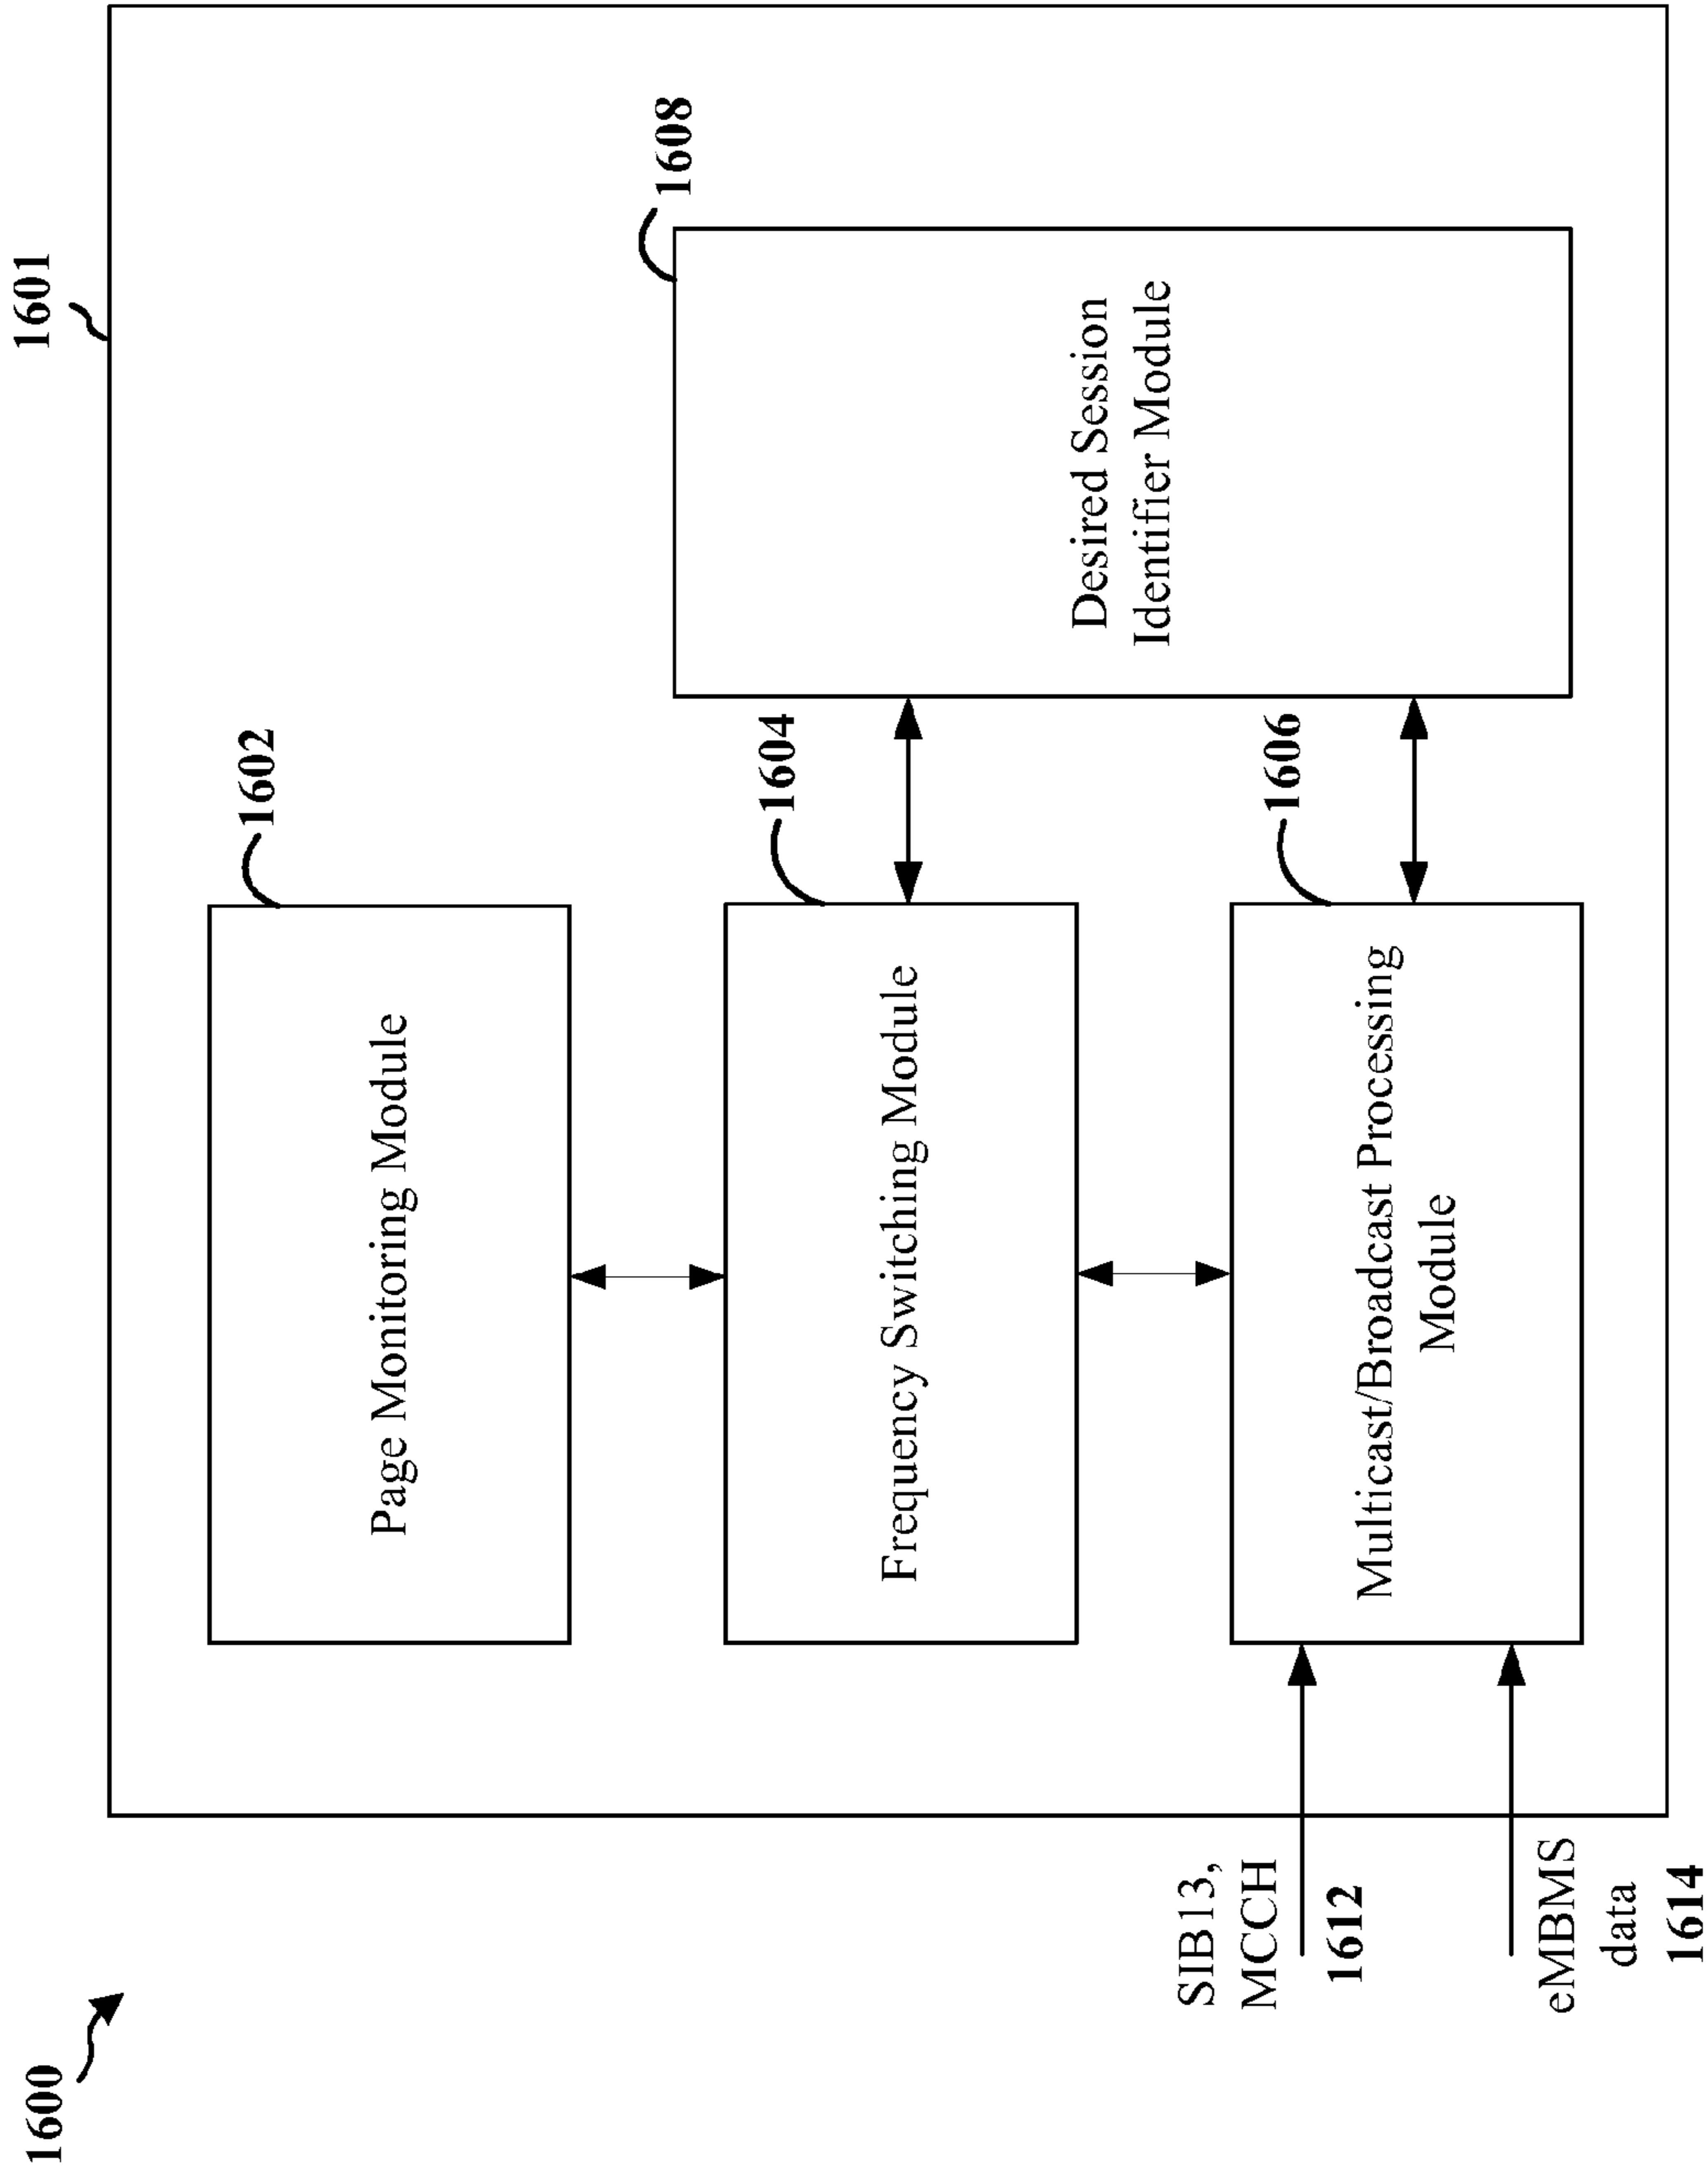 1600
1601
Page Monitoring Module
1602
Frequency Switching Module
1604
Multicast/Broadcast Processing
Module
1606
Desired Session
Identifier Module
1608
SIB13,
MCCH
1612
eMBMS
data
1614